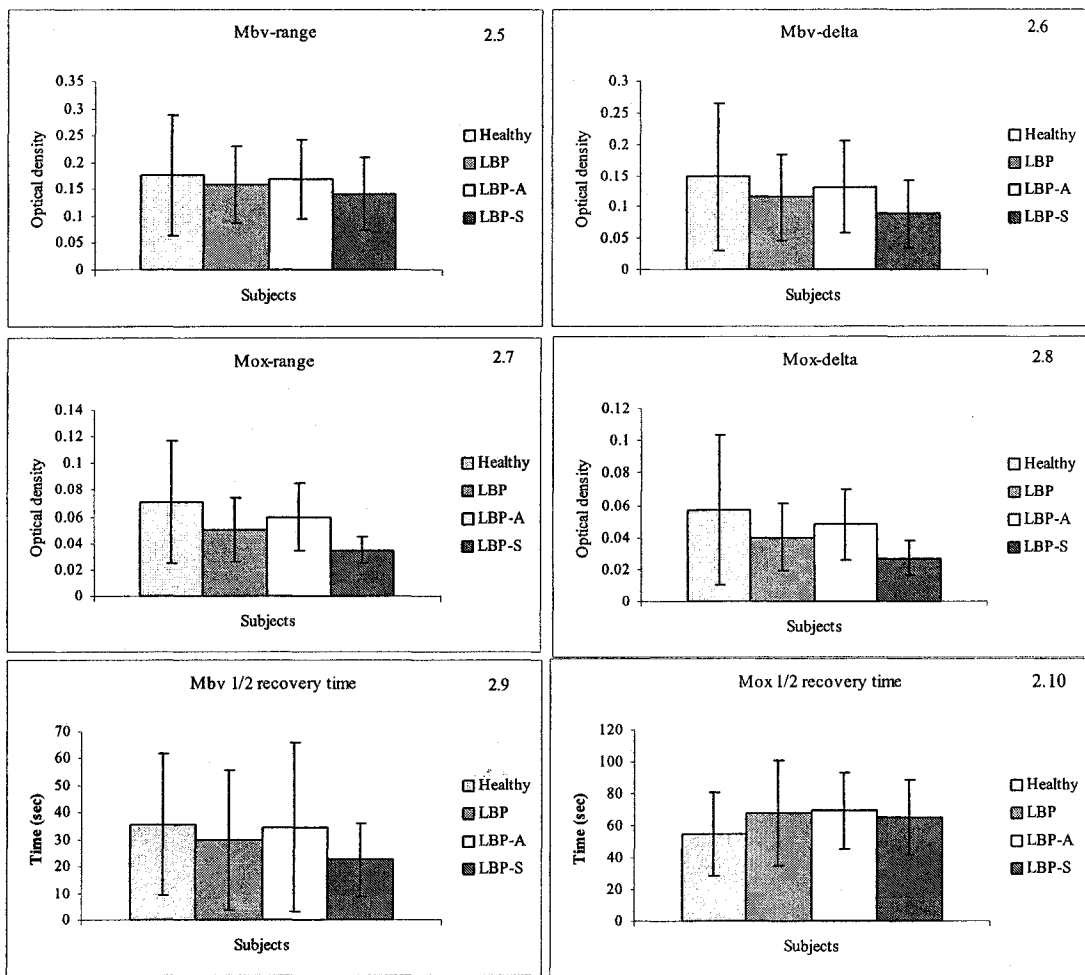 Mbv-range 2.5
0.35
0.3
0.25
0.2
0.15
0.1
0.05
0
Optical density
Subjects
Healthy
LBP
LBP-A
LBP-S
Mbv-delta 2.6
0.3
0.25
0.2
0.15
0.1
0.05
0
Optical density
Subjects
Healthy
LBP
LBP-A
LBP-S
Mox-range 2.7
0.14
0.12
0.1
0.08
0.06
0.04
0.02
0
Optical density
Subjects
Healthy
LBP
LBP-A
LBP-S
Mox-delta 2.8
0.12
0.1
0.08
0.06
0.04
0.02
0
Optical density
Subjects
Healthy
LBP
LBP-A
LBP-S
Mbv 1/2 recovery time 2.9
70
60
50
40
30
20
10
0
Time (sec)
Subjects
Healthy
LBP
LBP-A
LBP-S
Mox 1/2 recovery time 2.10
120
100
80
60
40
20
0
Time (sec)
Subjects
Healthy
LBP
LBP-A
LBP-S